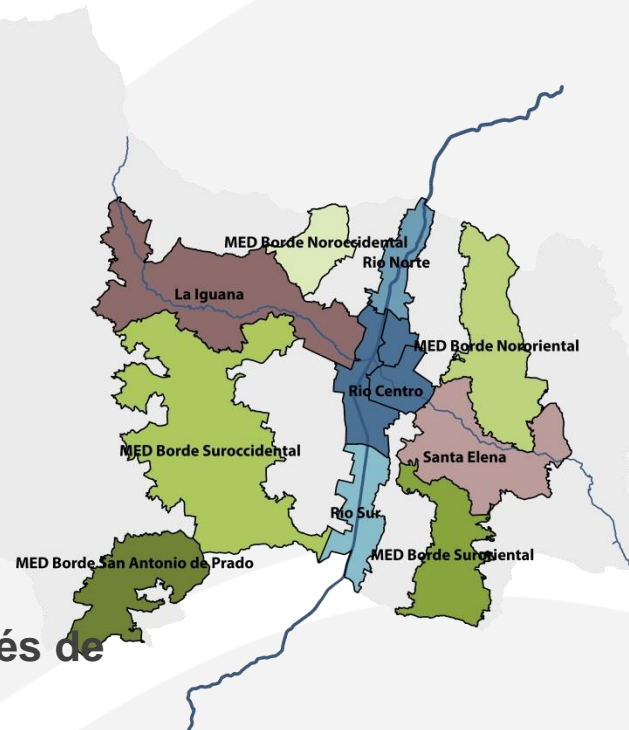 MED Borde Noroccidental
Rio Norte
La Iguana
MED Borde Nororiental
Rio Centro
MED Borde Suroccidental
Santa Elena
Rio Sur
MED Borde Suroriental
MED Borde San Antonio de Prado
és de